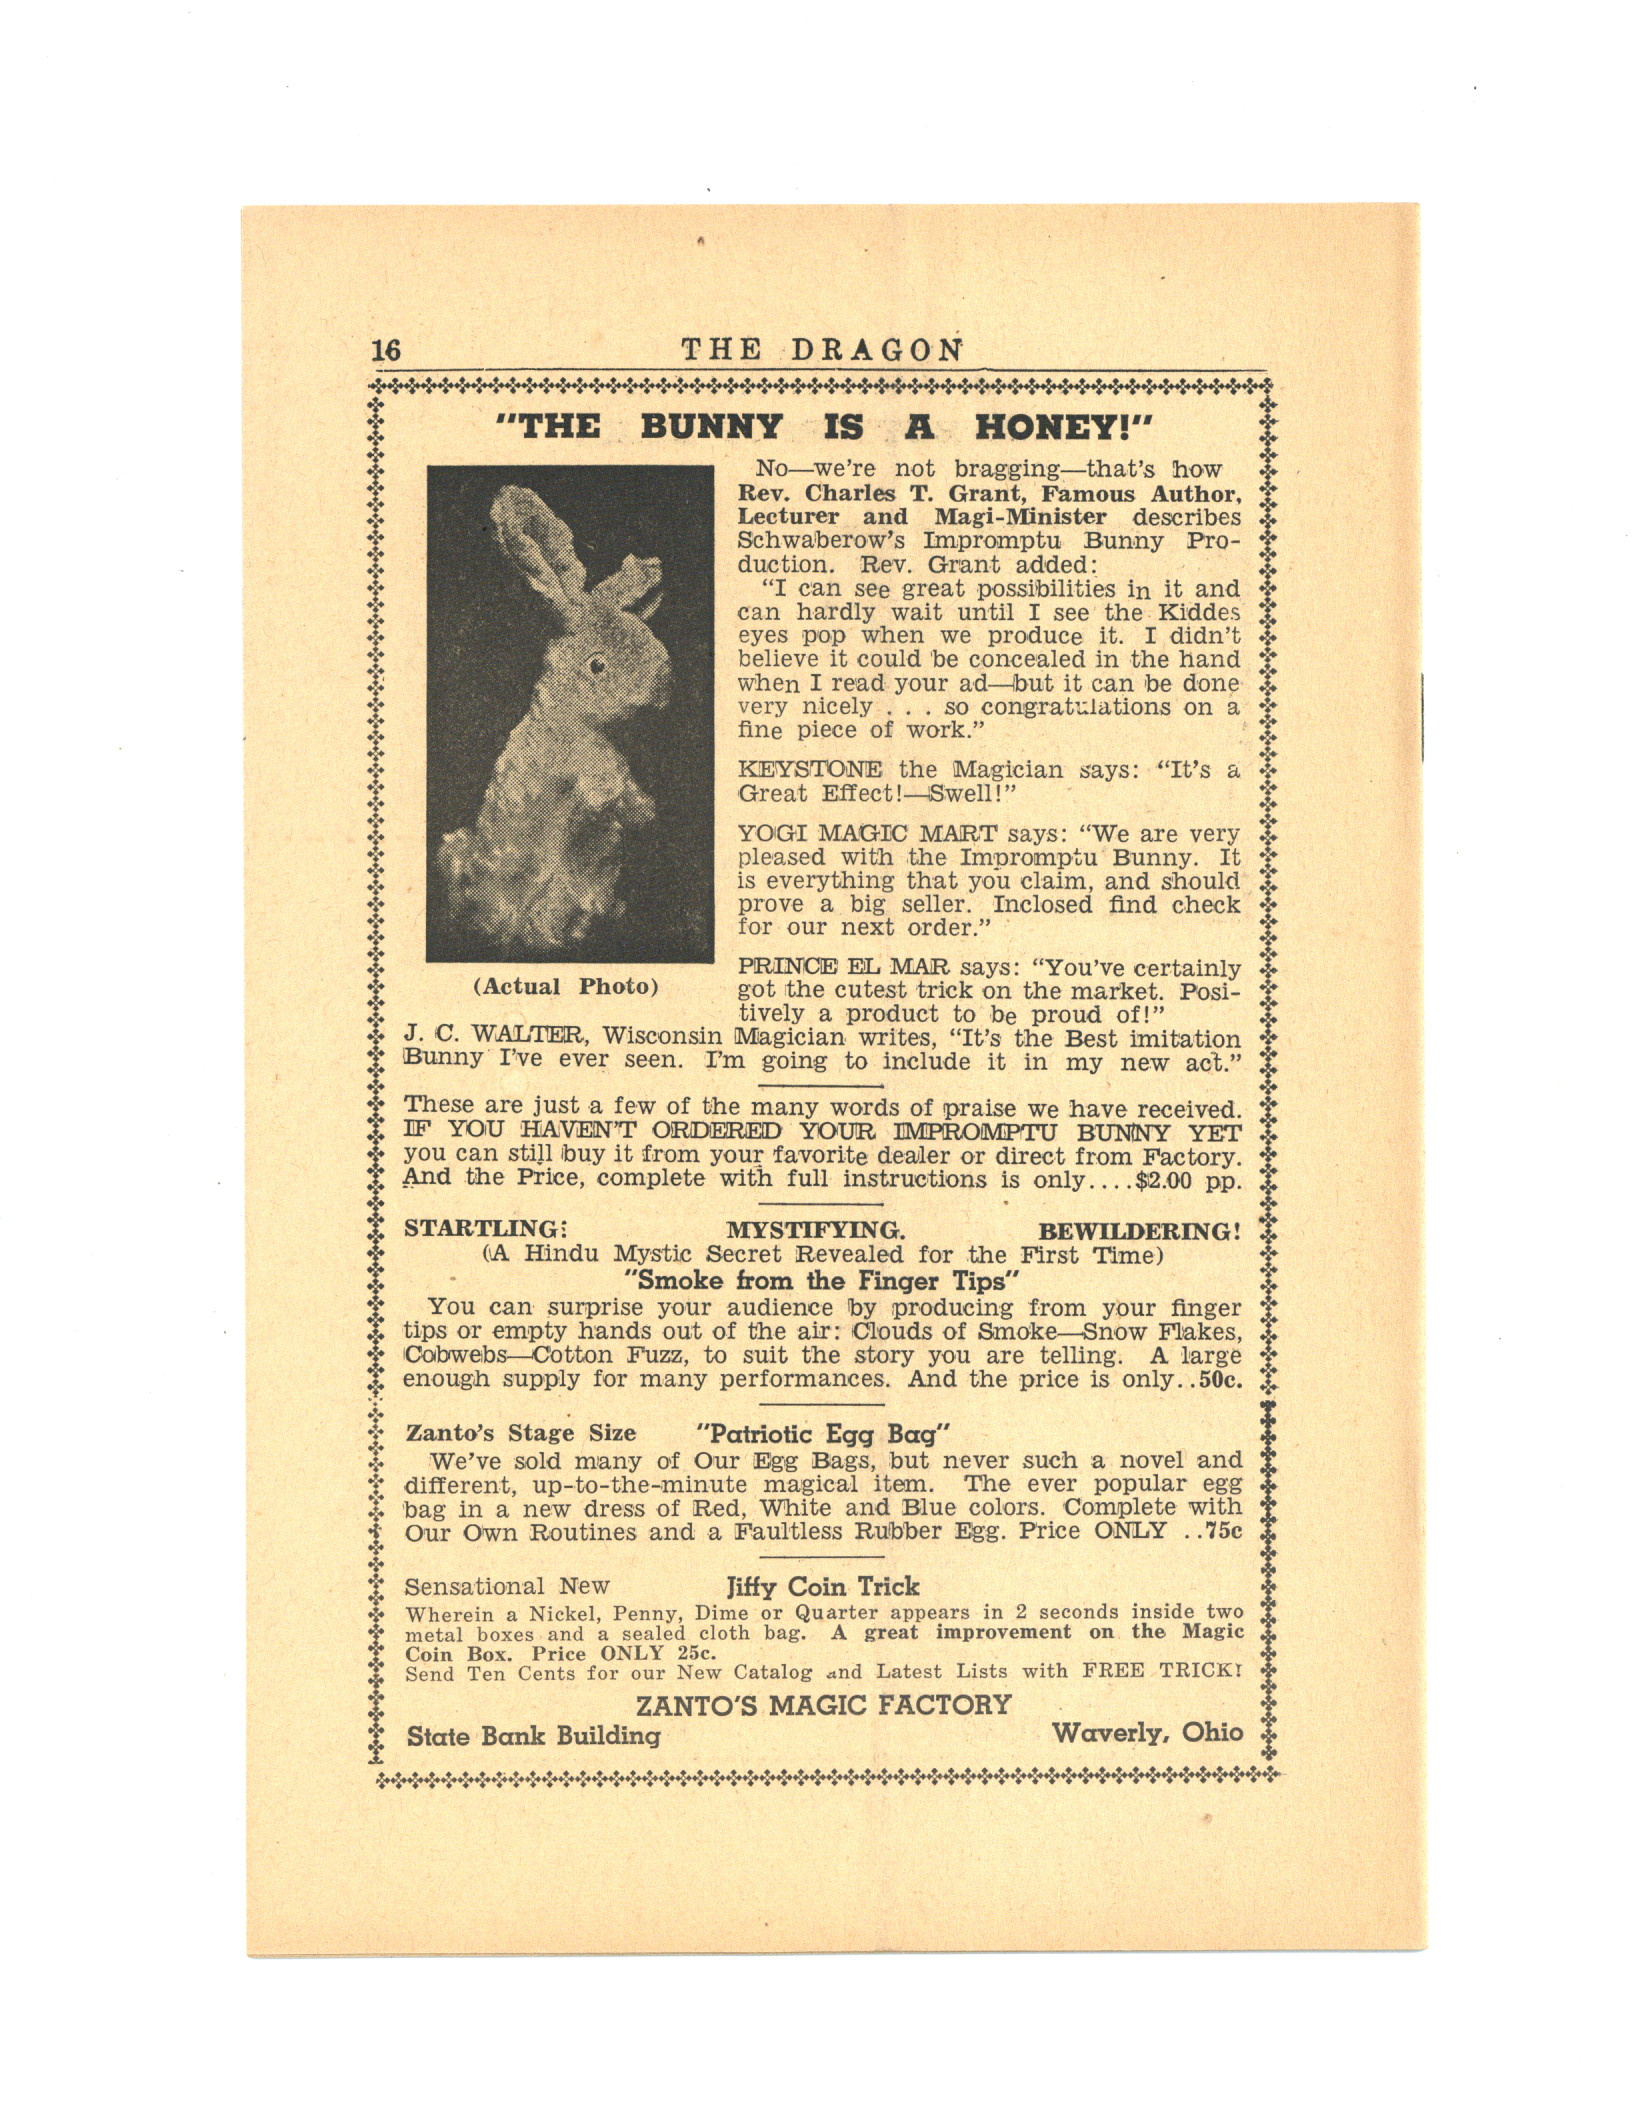 16
THE DRAGON
"THE BUNNY IS A HONEY!"
No—we're not bragging—that's how
Rev. Charles T. Grant, Famous Author,
Lecturer and Magi-Minister describes
Schwaberow's Impromptu Bunny Pro-
duction. Rev. Grant added:
"I can see great possibilities in it and
can hardly wait until I see the Kiddes
eyes pop when we produce it. I didn't
believe it could be concealed in the hand
when I read your ad—but it can be done
very nicely . . . so congratulations on a
fine piece of work."
KEYSTONE the Magician says: "It's a
Great Effect!—Swell!"
YOGI MAGIC MART says: "We are very
pleased with the Impromptu Bunny. It
is everything that you claim, and should
prove a big seller. Inclosed find check
for our next order."
(Actual Photo)
PRINCE EL MAR says: "You've certainly
got the cutest trick on the market. Posi-
tively a product to be proud of!"
J. C. WALTER, Wisconsin Magician writes, "It's the Best imitation
Bunny I've ever seen. I'm going to include it in my new act."
These are just a few of the many words of praise we have received.
IF YOU HAVEN'T ORDERED YOUR IMPROMPTU BUNNY YET
you can still buy it from your favorite dealer or direct from Factory.
And the Price, complete with full instructions is only....$2.00 pp.
STARTLING: MYSTIFYING. BEWILDERING!
(A Hindu Mystic Secret Revealed for the First Time)
"Smoke from the Finger Tips"
You can surprise your audience by producing from your finger
tips or empty hands out of the air: Clouds of Smoke—Snow Flakes,
Cobwebs—Cotton Fuzz, to suit the story you are telling. A large
enough supply for many performances. And the price is only..50c.
Zanto's Stage Size "Patriotic Egg Bag"
We've sold many of Our Egg Bags, but never such a novel and
different, up-to-the-minute magical item. The ever popular egg
bag in a new dress of Red, White and Blue colors. Complete with
Our Own Routines and a Faultless Rubber Egg. Price ONLY ..75c
Sensational New Jiffy Coin Trick
Wherein a Nickel, Penny, Dime or Quarter appears in 2 seconds inside two
metal boxes and a sealed cloth bag. A great improvement on the Magic
Coin Box. Price ONLY 25c.
Send Ten Cents for our New Catalog and Latest Lists with FREE TRICK!
ZANTO'S MAGIC FACTORY
State Bank Building Waverly, Ohio